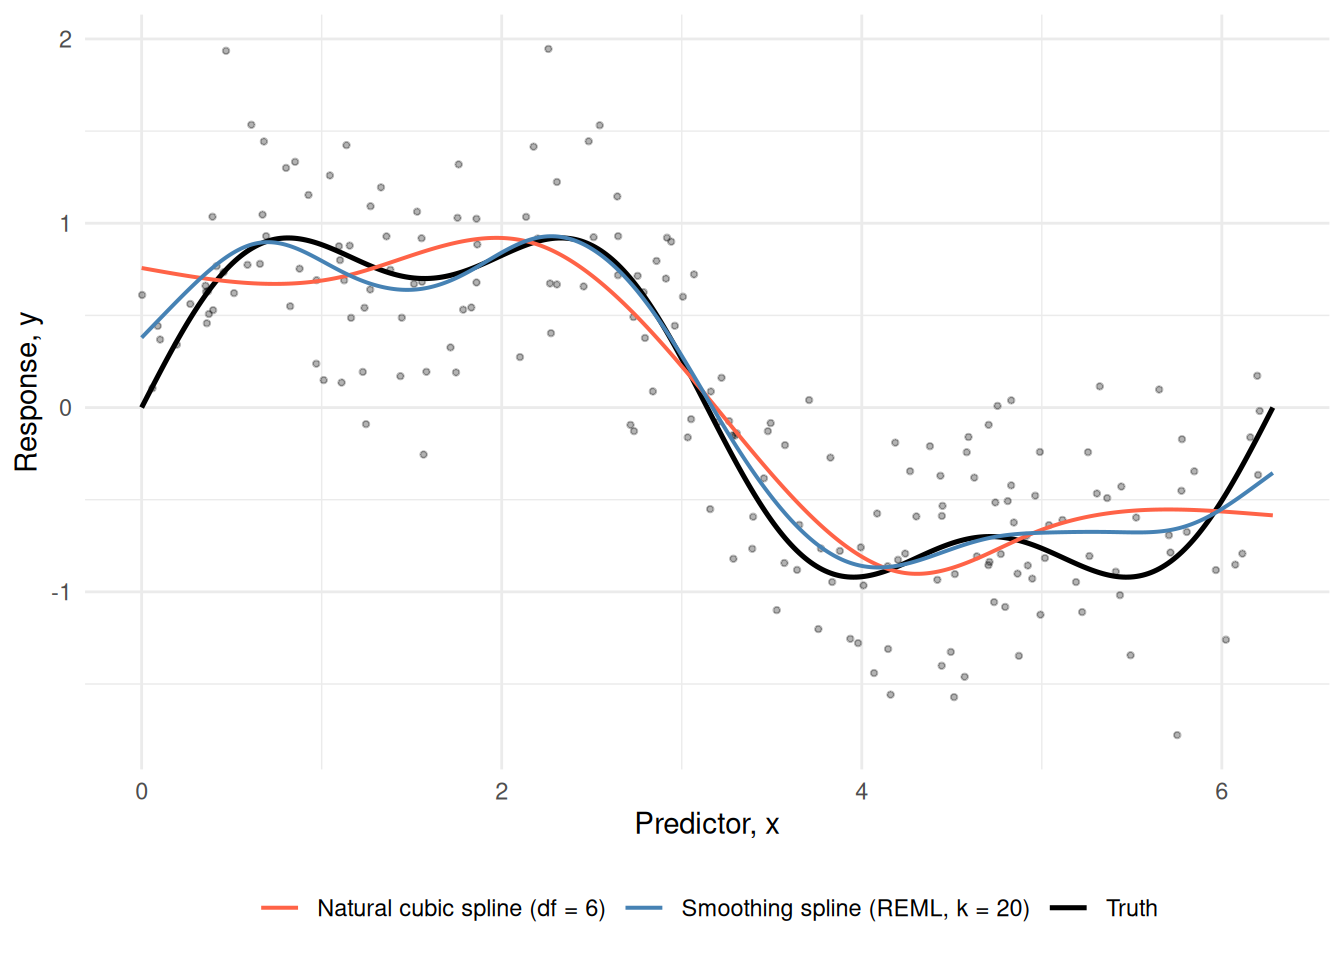 2
1
0
-1
Response, y
0
2
4
6
Predictor, x
Natural cubic spline (df = 6)
Smoothing spline (REML, k = 20)
Truth